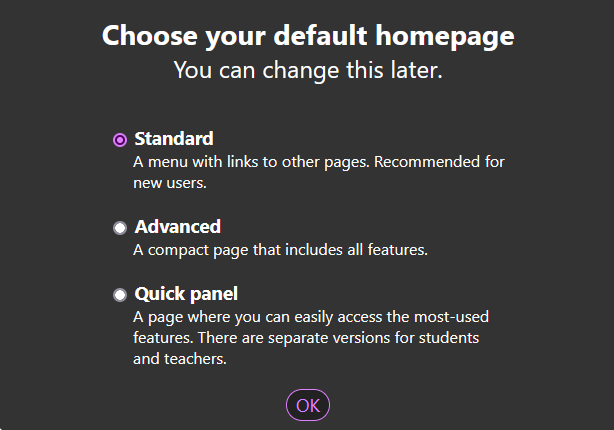 Choose your default homepage
You can change this later.
Standard
A menu with links to other pages. Recommended for
new users.
Advanced
A compact page that includes all features.
Quick panel
A page where you can easily access the most-used
features. There are separate versions for students
and teachers.
OK